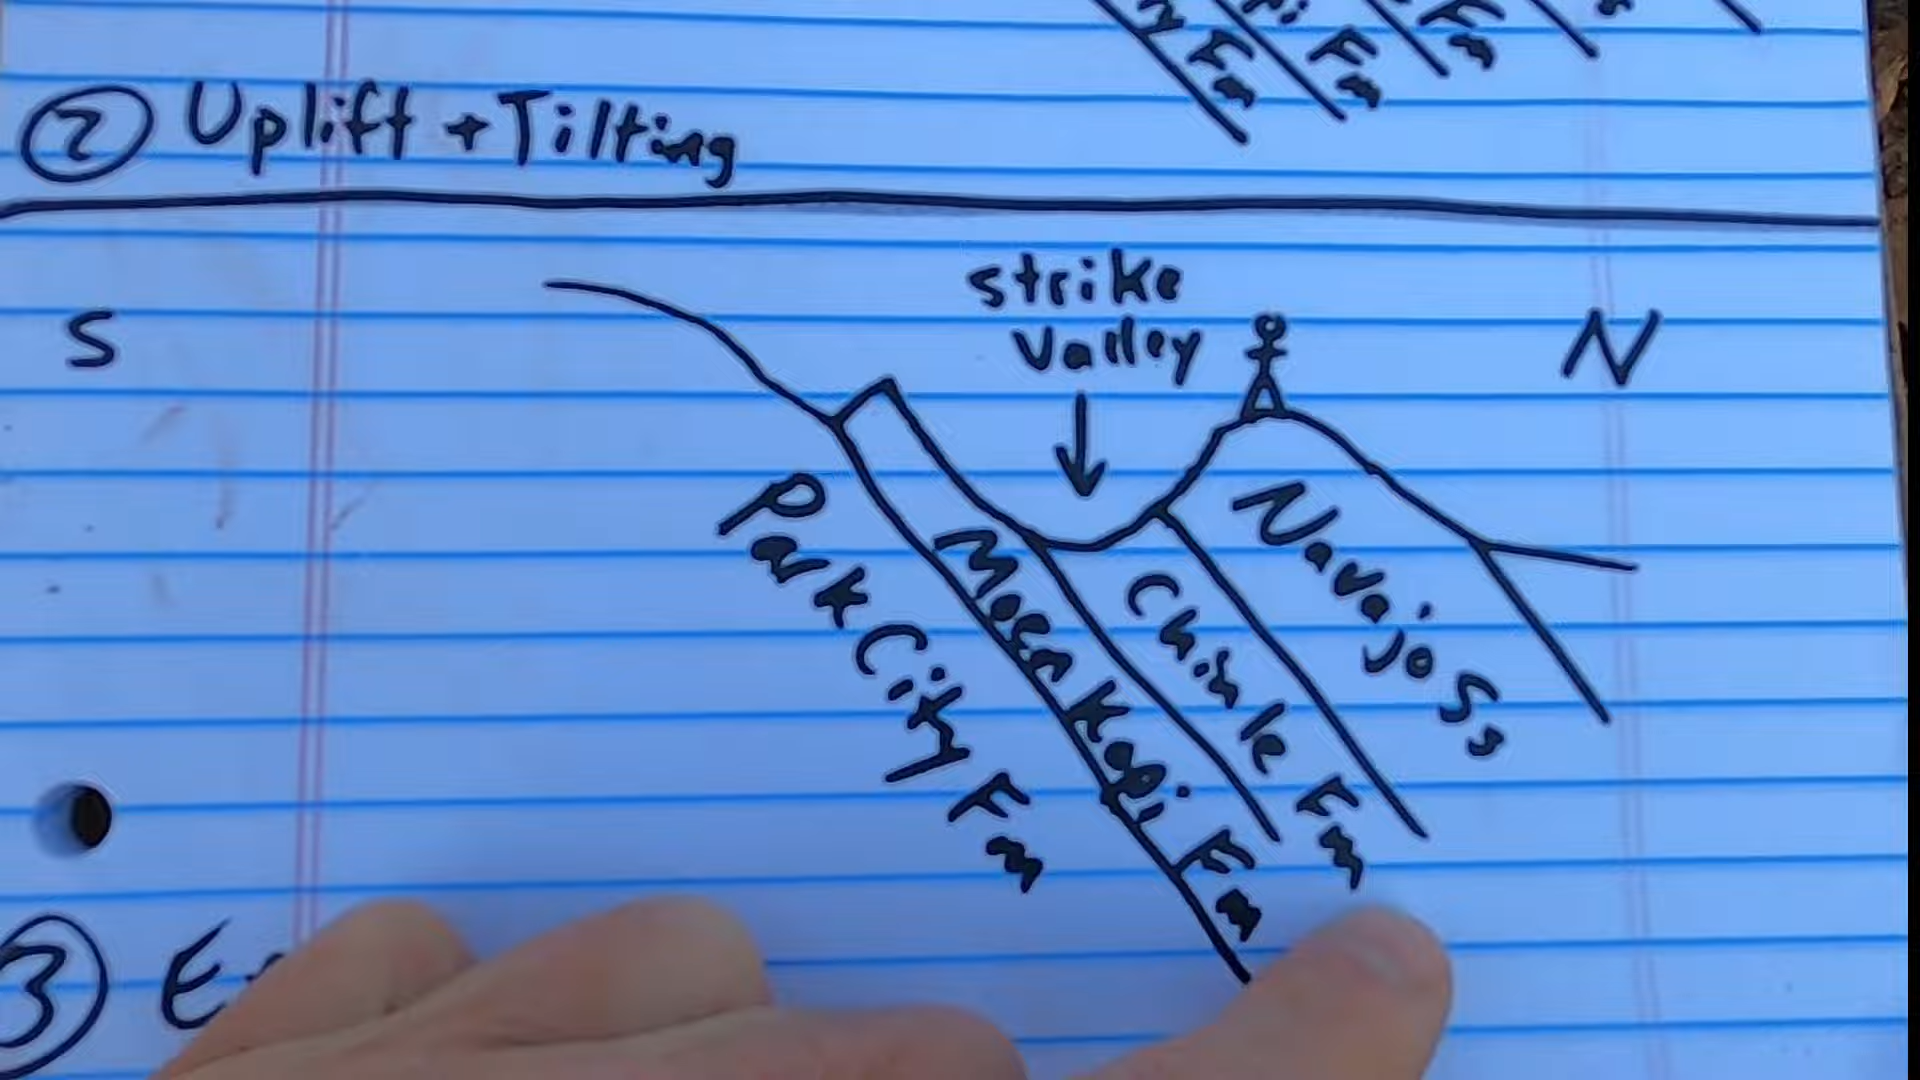 Fm
Fm
Fm
② Uplift + Tilting
strike
valley
S
N
Park City Fm
Moenkopi Fm
Chinle Fm
Navajo Ss
③